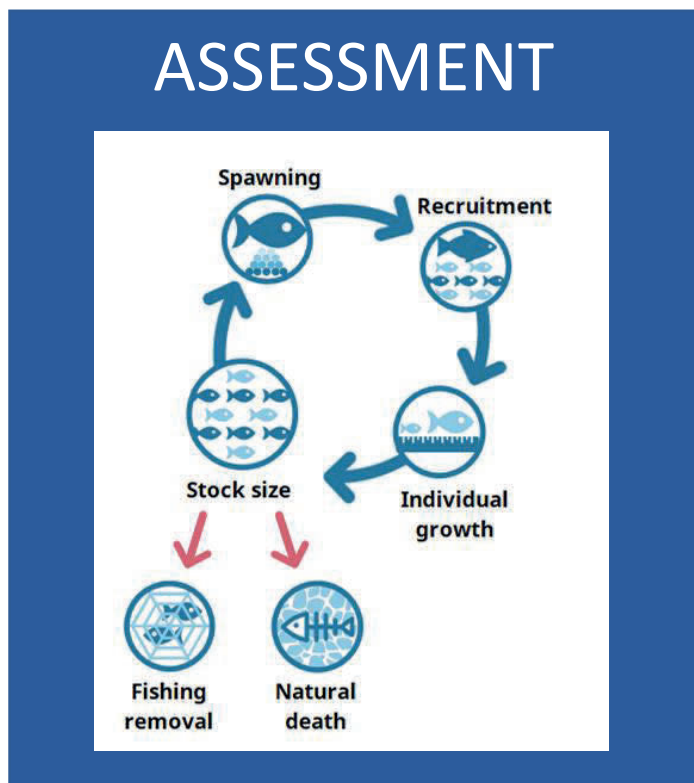 ASSESSMENT
Spawning
Recruitment
Stock size
Individual
growth
Fishing
removal
Natural
death